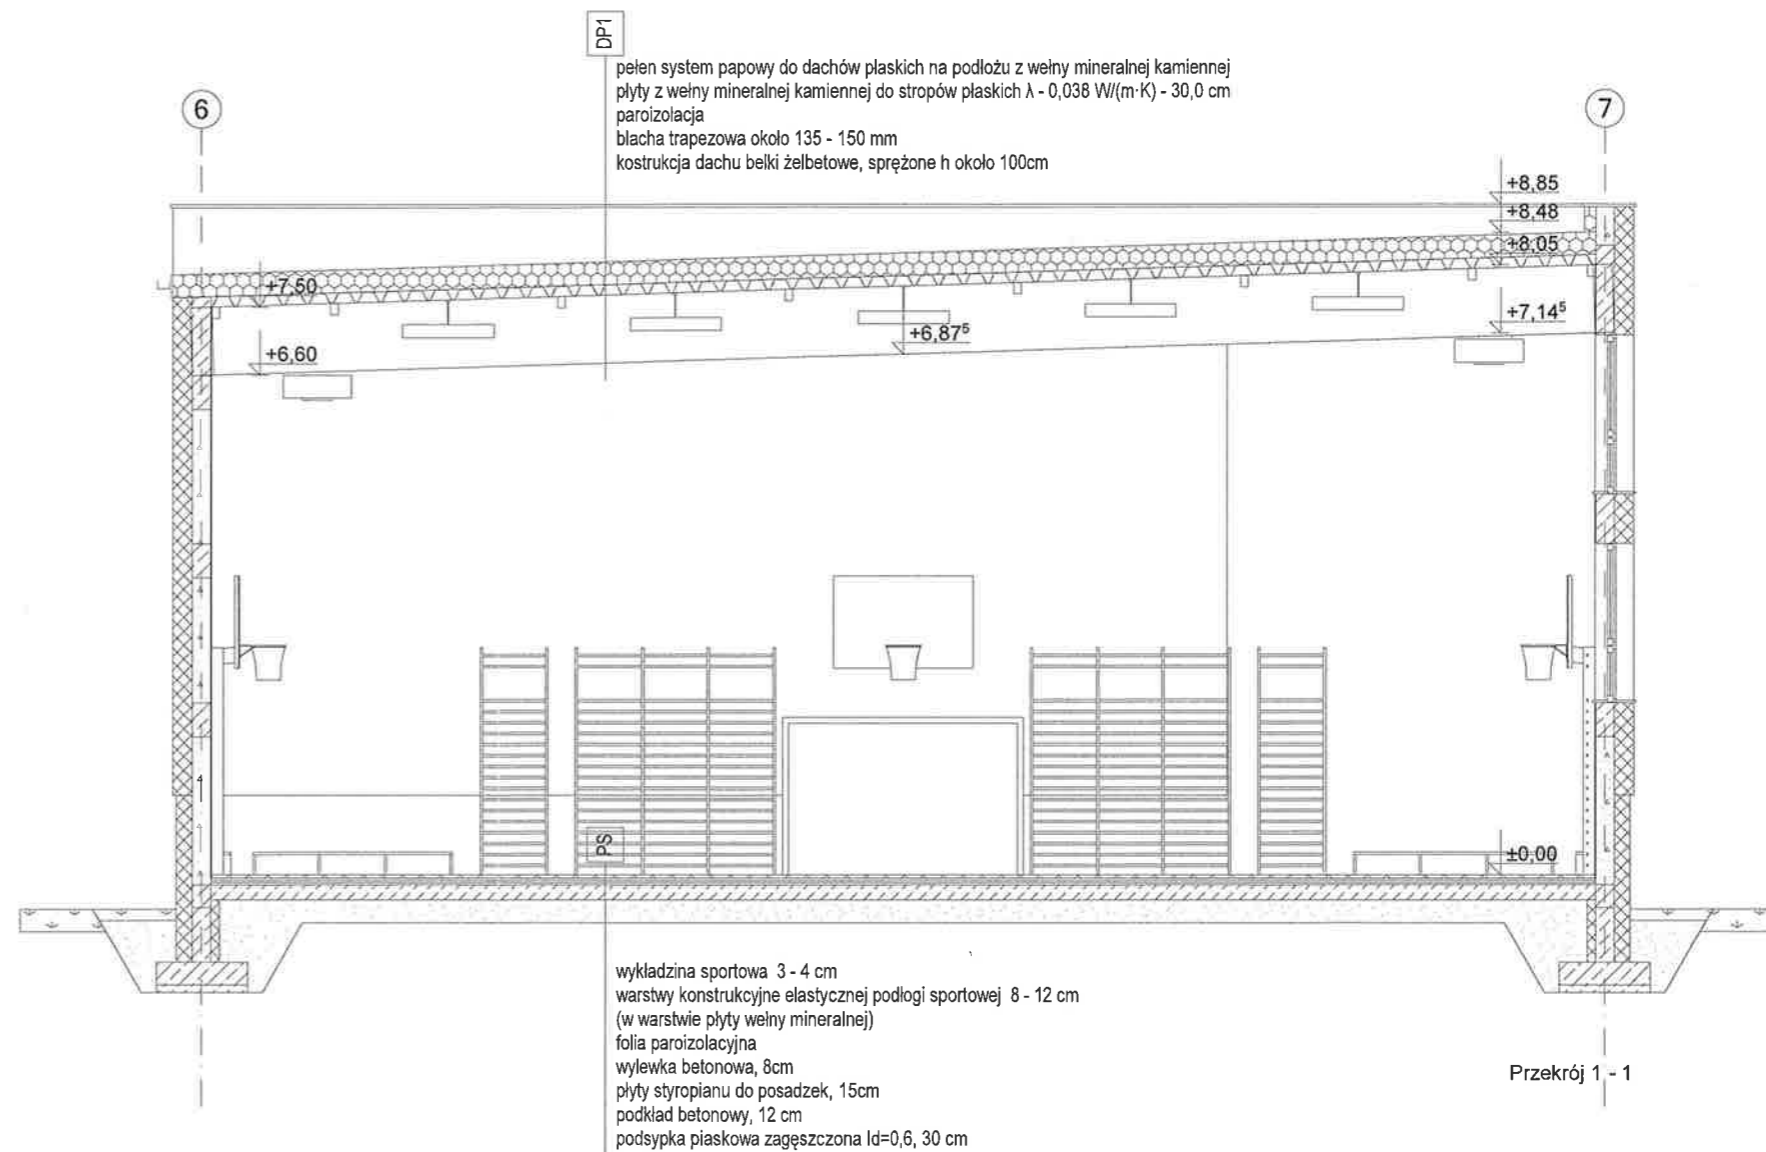 DP1
pełen system papowy do dachów płaskich na podłożu z wełny mineralnej kamiennej
płyty z wełny mineralnej kamiennej do stropów płaskich λ - 0,038 W/(m·K) - 30,0 cm
paroizolacja
blacha trapezowa około 135 - 150 mm
kostrukcja dachu belki żelbetowe, sprężone h około 100cm
6
7
+8,85
+8,48
+8,05
+7,50
+7,14⁵
+6,87⁵
+6,60
PS
±0,00
wykładzina sportowa 3 - 4 cm
warstwy konstrukcyjne elastycznej podłogi sportowej 8 - 12 cm
(w warstwie płyty wełny mineralnej)
folia paroizolacyjna
wylewka betonowa, 8cm
płyty styropianu do posadzek, 15cm
podkład betonowy, 12 cm
podsypka piaskowa zagęszczona Id=0,6, 30 cm
Przekrój 1 - 1